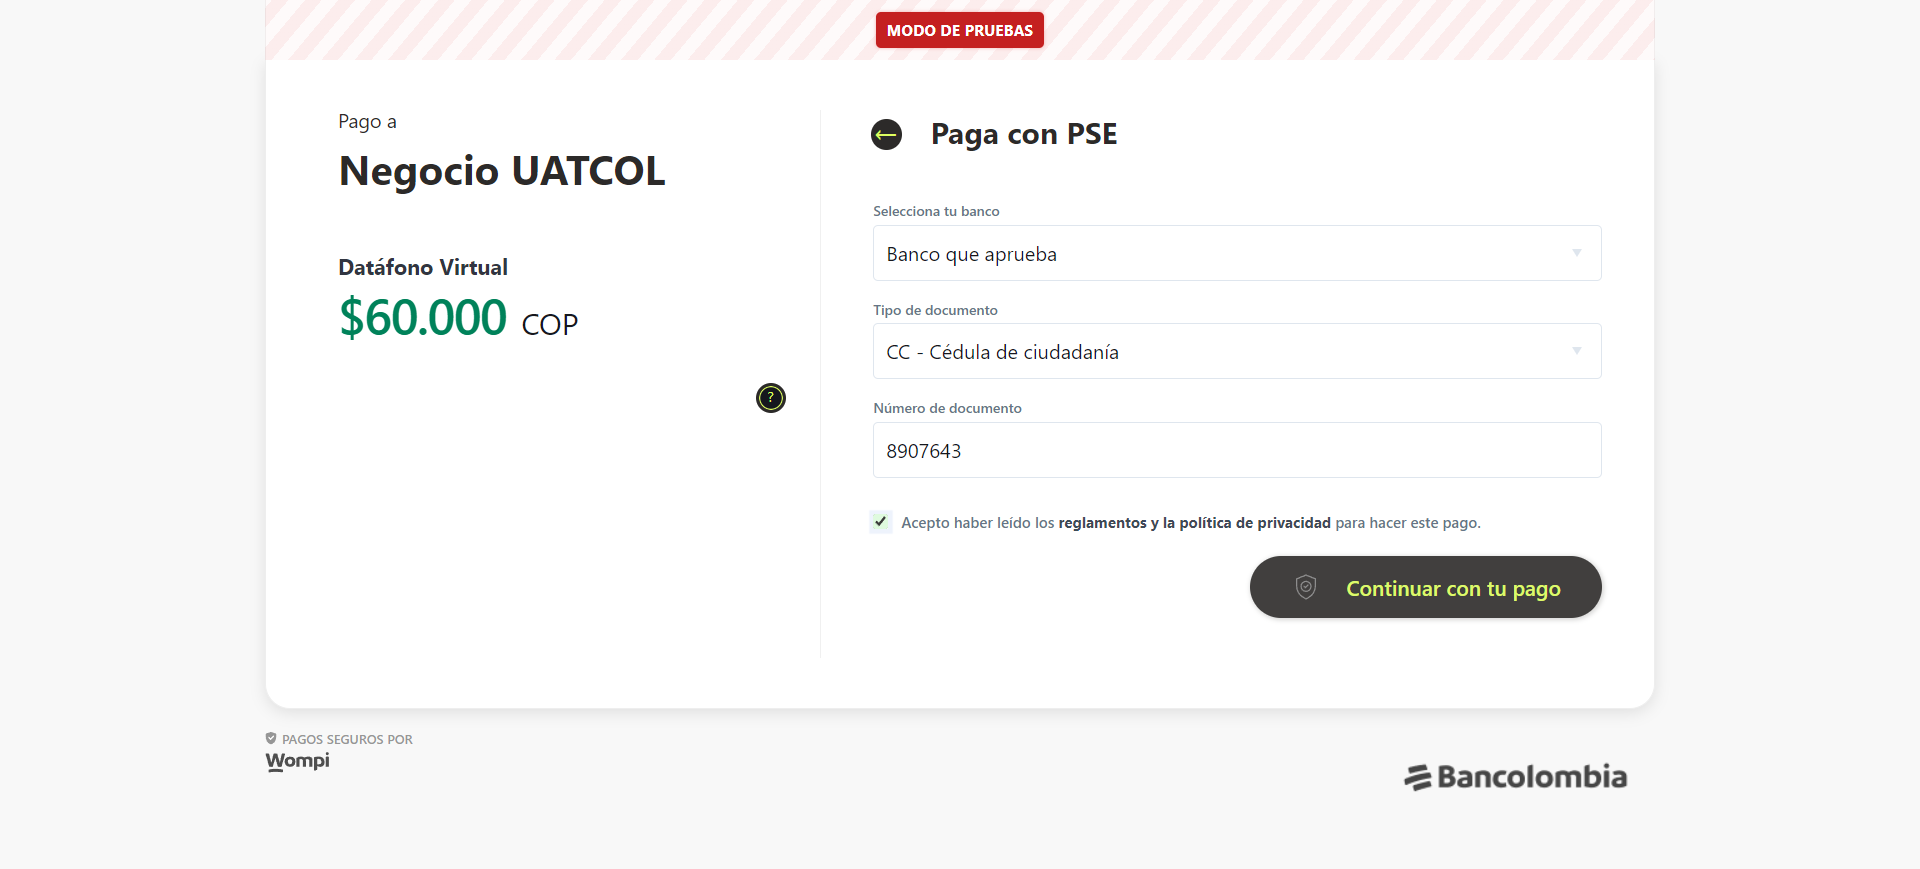 MODO DE PRUEBAS
Pago a
Negocio UATCOL
Datáfono Virtual
$60.000 COP
?
Paga con PSE
Selecciona tu banco
Banco que aprueba
Tipo de documento
CC - Cédula de ciudadanía
Número de documento
8907643
Acepto haber leído los reglamentos y la política de privacidad para hacer este pago.
Continuar con tu pago
PAGOS SEGUROS POR
Wompi
Bancolombia